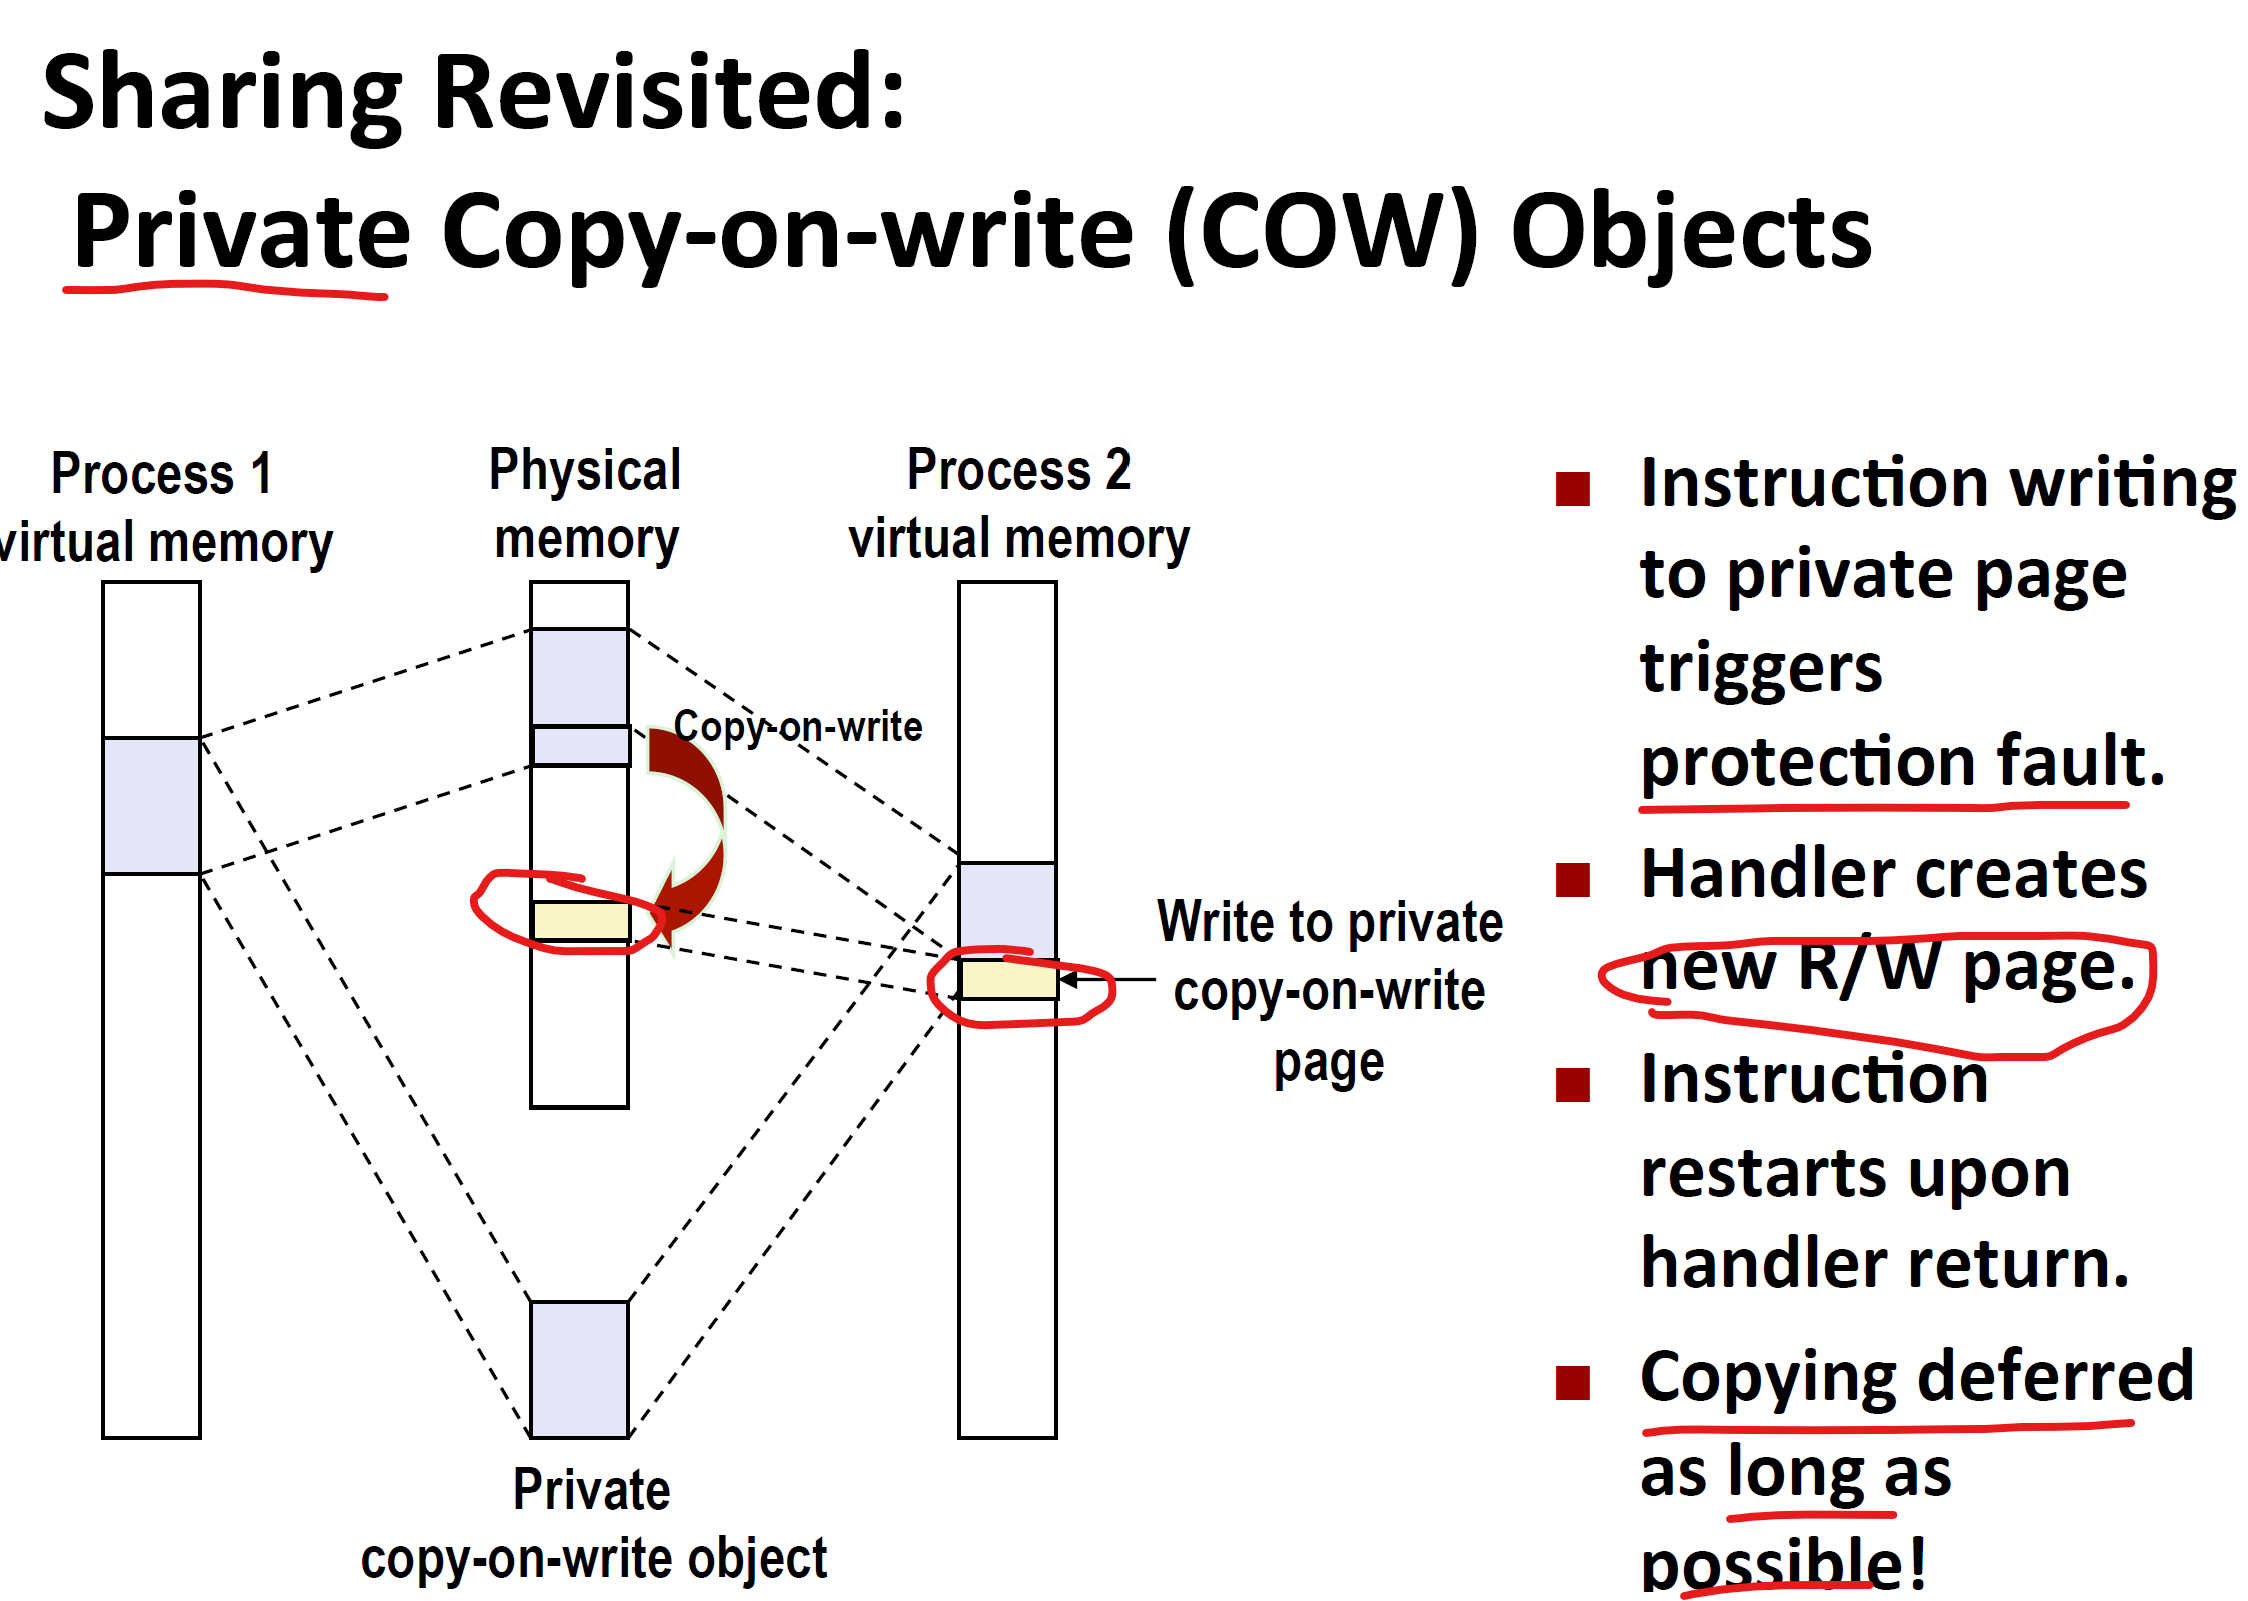 Sharing Revisited:
Private Copy-on-write (COW) Objects
Process 1
virtual memory
Physical
memory
Process 2
virtual memory
Copy-on-write
Write to private
copy-on-write
page
Private
copy-on-write object
Instruction writing
to private page
triggers
protection fault.
Handler creates
new R/W page.
Instruction
restarts upon
handler return.
Copying deferred
as long as
possible!